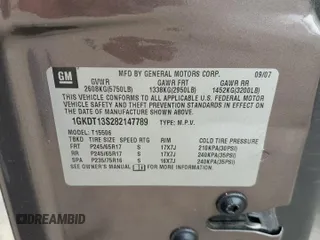 GM
MFD BY GENERAL MOTORS CORP. 09/07
GVWR GAWR FRT GAWR RR
2608KG(5750LB) 1338KG(2950LB) 1452KG(3200LB)
THIS VEHICLE CONFORMS TO ALL APPLICABLE U.S. FEDERAL MOTOR VEHICLE SAFETY, AND THEFT PREVENTION STANDARDS IN EFFECT ON THE DATE OF MANUFACTURE SHOWN ABOVE.
1GKDT13S282147789 TYPE: M.P.V.
MODEL: T15506
TIRE SIZE SPEED RTG RIM COLD TIRE PRESSURE
FRT P245/65R17 S 17X7J 210KPA(30PSI)
RR P245/65R17 S 17X7J 240KPA(35PSI)
SPA P235/75R16 S 16X7J 240KPA(35PSI)
SEE OWNER'S MANUAL FOR ADDITIONAL INFORMATION
DREAMBID